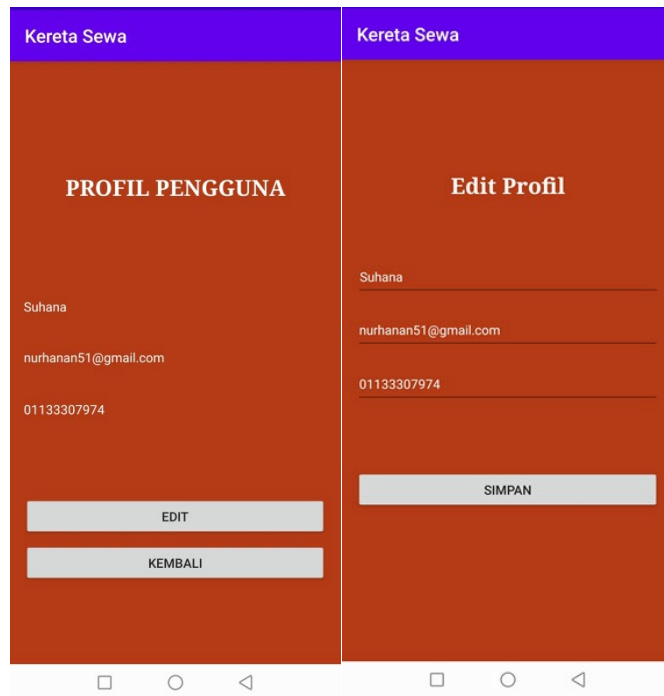 Kereta Sewa
PROFIL PENGGUNA
Suhana
nurhanan51@gmail.com
01133307974
EDIT
KEMBALI
Kereta Sewa
Edit Profil
Suhana
nurhanan51@gmail.com
01133307974
SIMPAN